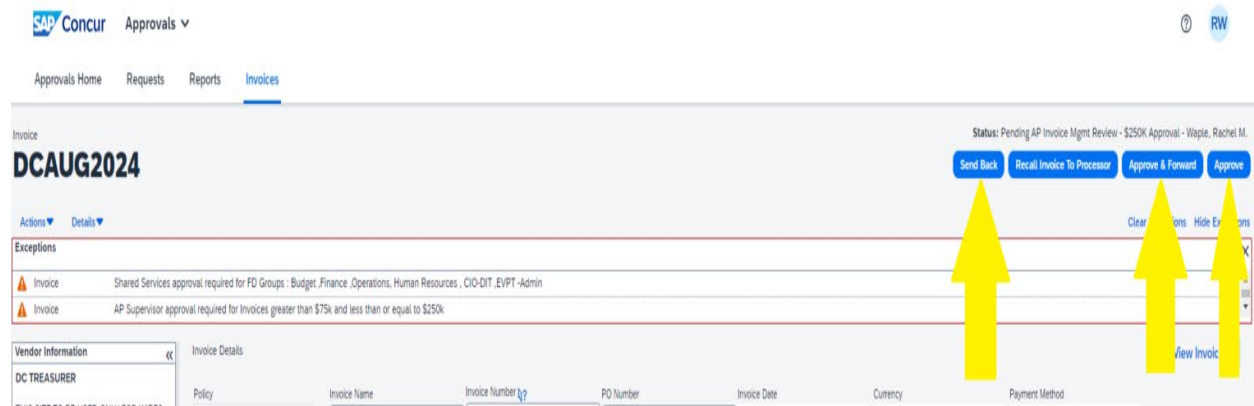 SAP Concur Approvals
RW
Approvals Home Requests Reports Invoices
Invoice
Status: Pending AP Invoice Mgmt Review - $250K Approval - Waple, Rachel M.
DCAUG2024
Send Back Recall Invoice To Processor Approve & Forward Approve
Actions Details
Clear Hide
Exceptions
Invoice Shared Services approval required for FD Groups : Budget ,Finance ,Operations, Human Resources , CIO-DIT ,EVPT -Admin
Invoice AP Supervisor approval required for Invoices greater than $75k and less than or equal to $250k
Vendor Information Invoice Details
View
DC TREASURER
Policy Invoice Name Invoice Number PO Number Invoice Date Currency Payment Method